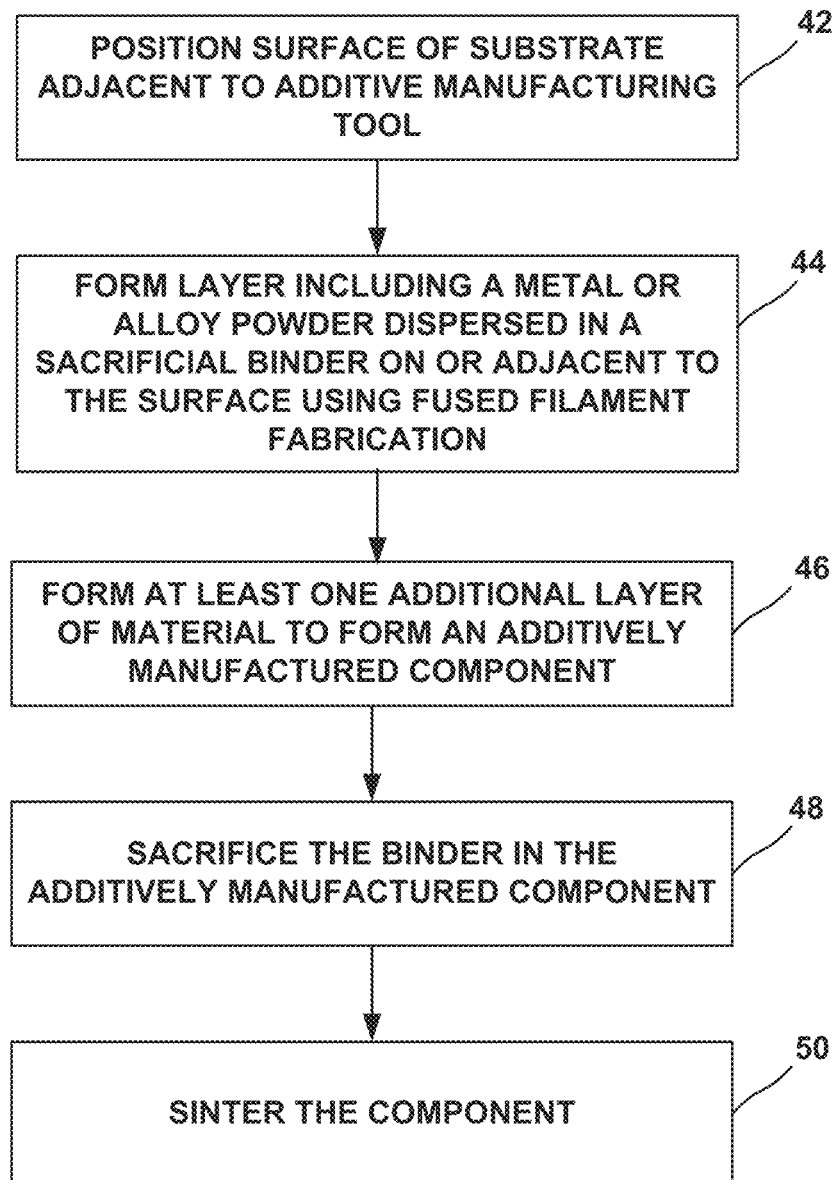 42
POSITION SURFACE OF SUBSTRATE
ADJACENT TO ADDITIVE MANUFACTURING
TOOL
44
FORM LAYER INCLUDING A METAL OR
ALLOY POWDER DISPERSED IN A
SACRIFICIAL BINDER ON OR ADJACENT TO
THE SURFACE USING FUSED FILAMENT
FABRICATION
46
FORM AT LEAST ONE ADDITIONAL LAYER
OF MATERIAL TO FORM AN ADDITIVELY
MANUFACTURED COMPONENT
48
SACRIFICE THE BINDER IN THE
ADDITIVELY MANUFACTURED COMPONENT
50
SINTER THE COMPONENT